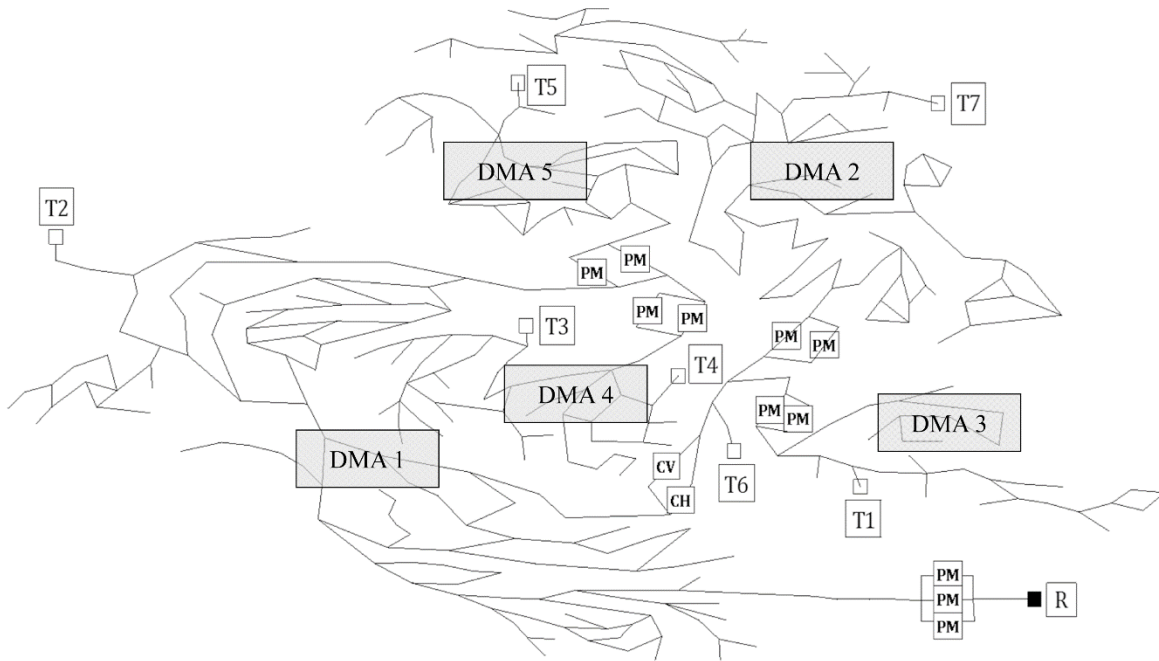 T5
T7
DMA 5
DMA 2
T2
PM
PM
PM
PM
T3
PM
PM
T4
DMA 4
PM
PM
DMA 3
DMA 1
CV
T6
CH
T1
PM
PM
R
PM